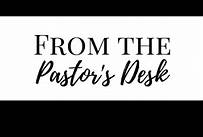 FROM THE
Pastor's Desk